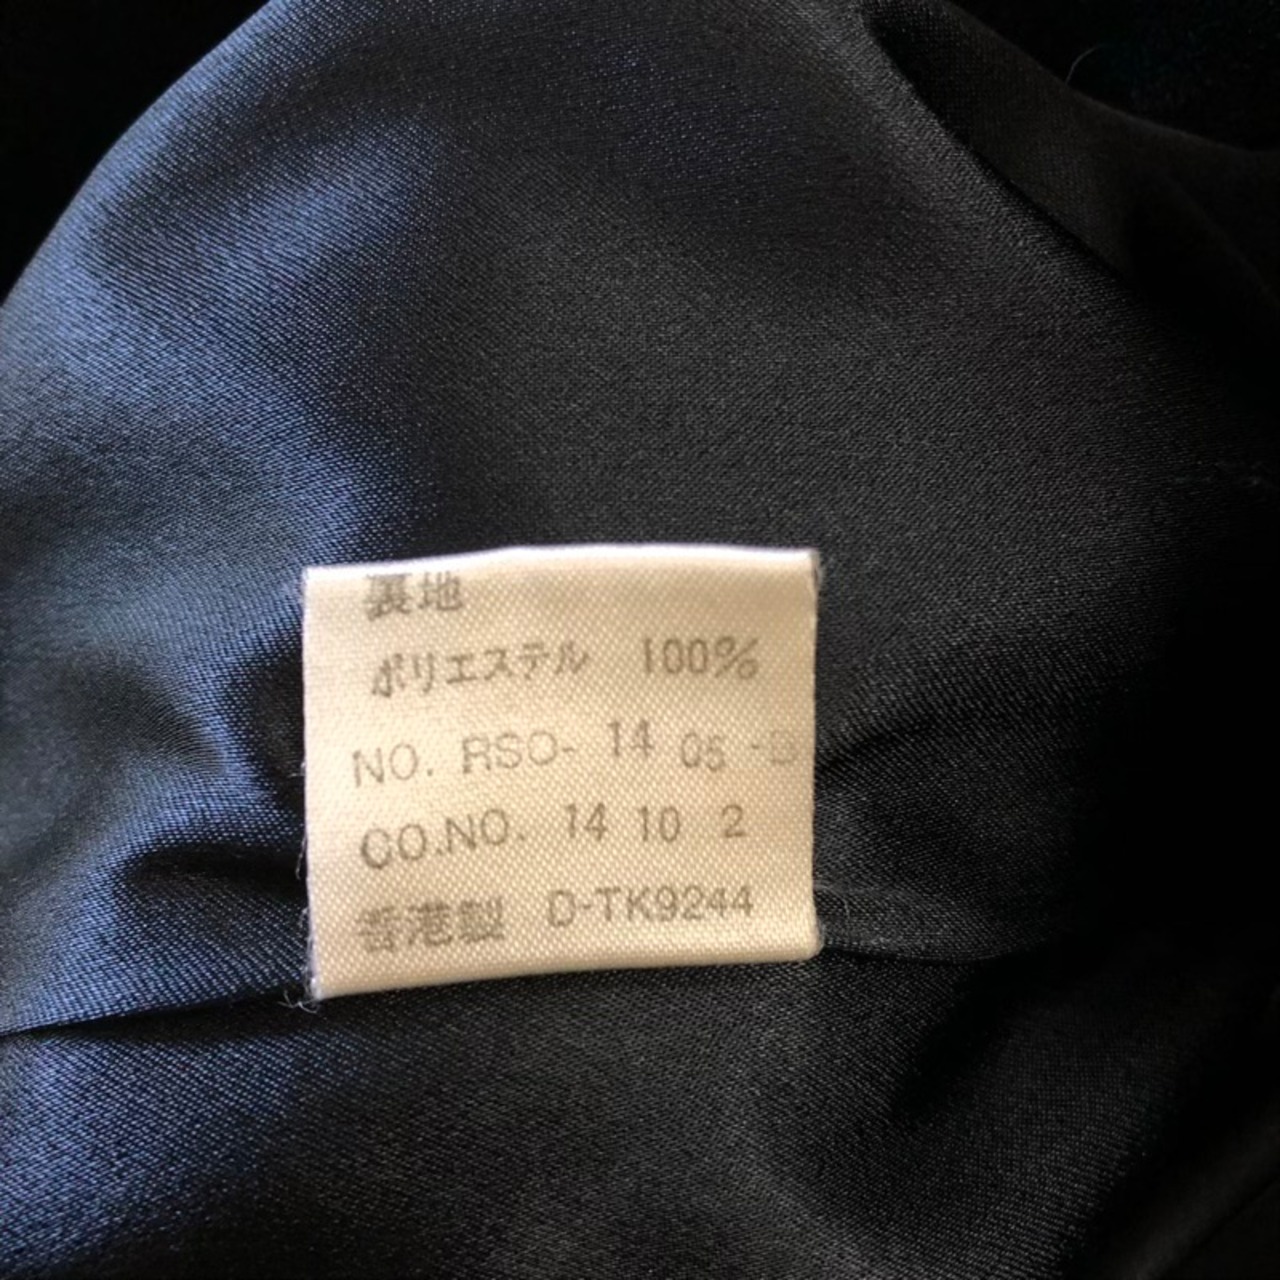 裏地
ポリエステル 100%
NO. RSO- 14 05 -B
CO.NO. 14 10 2
香港製 D-TK9244